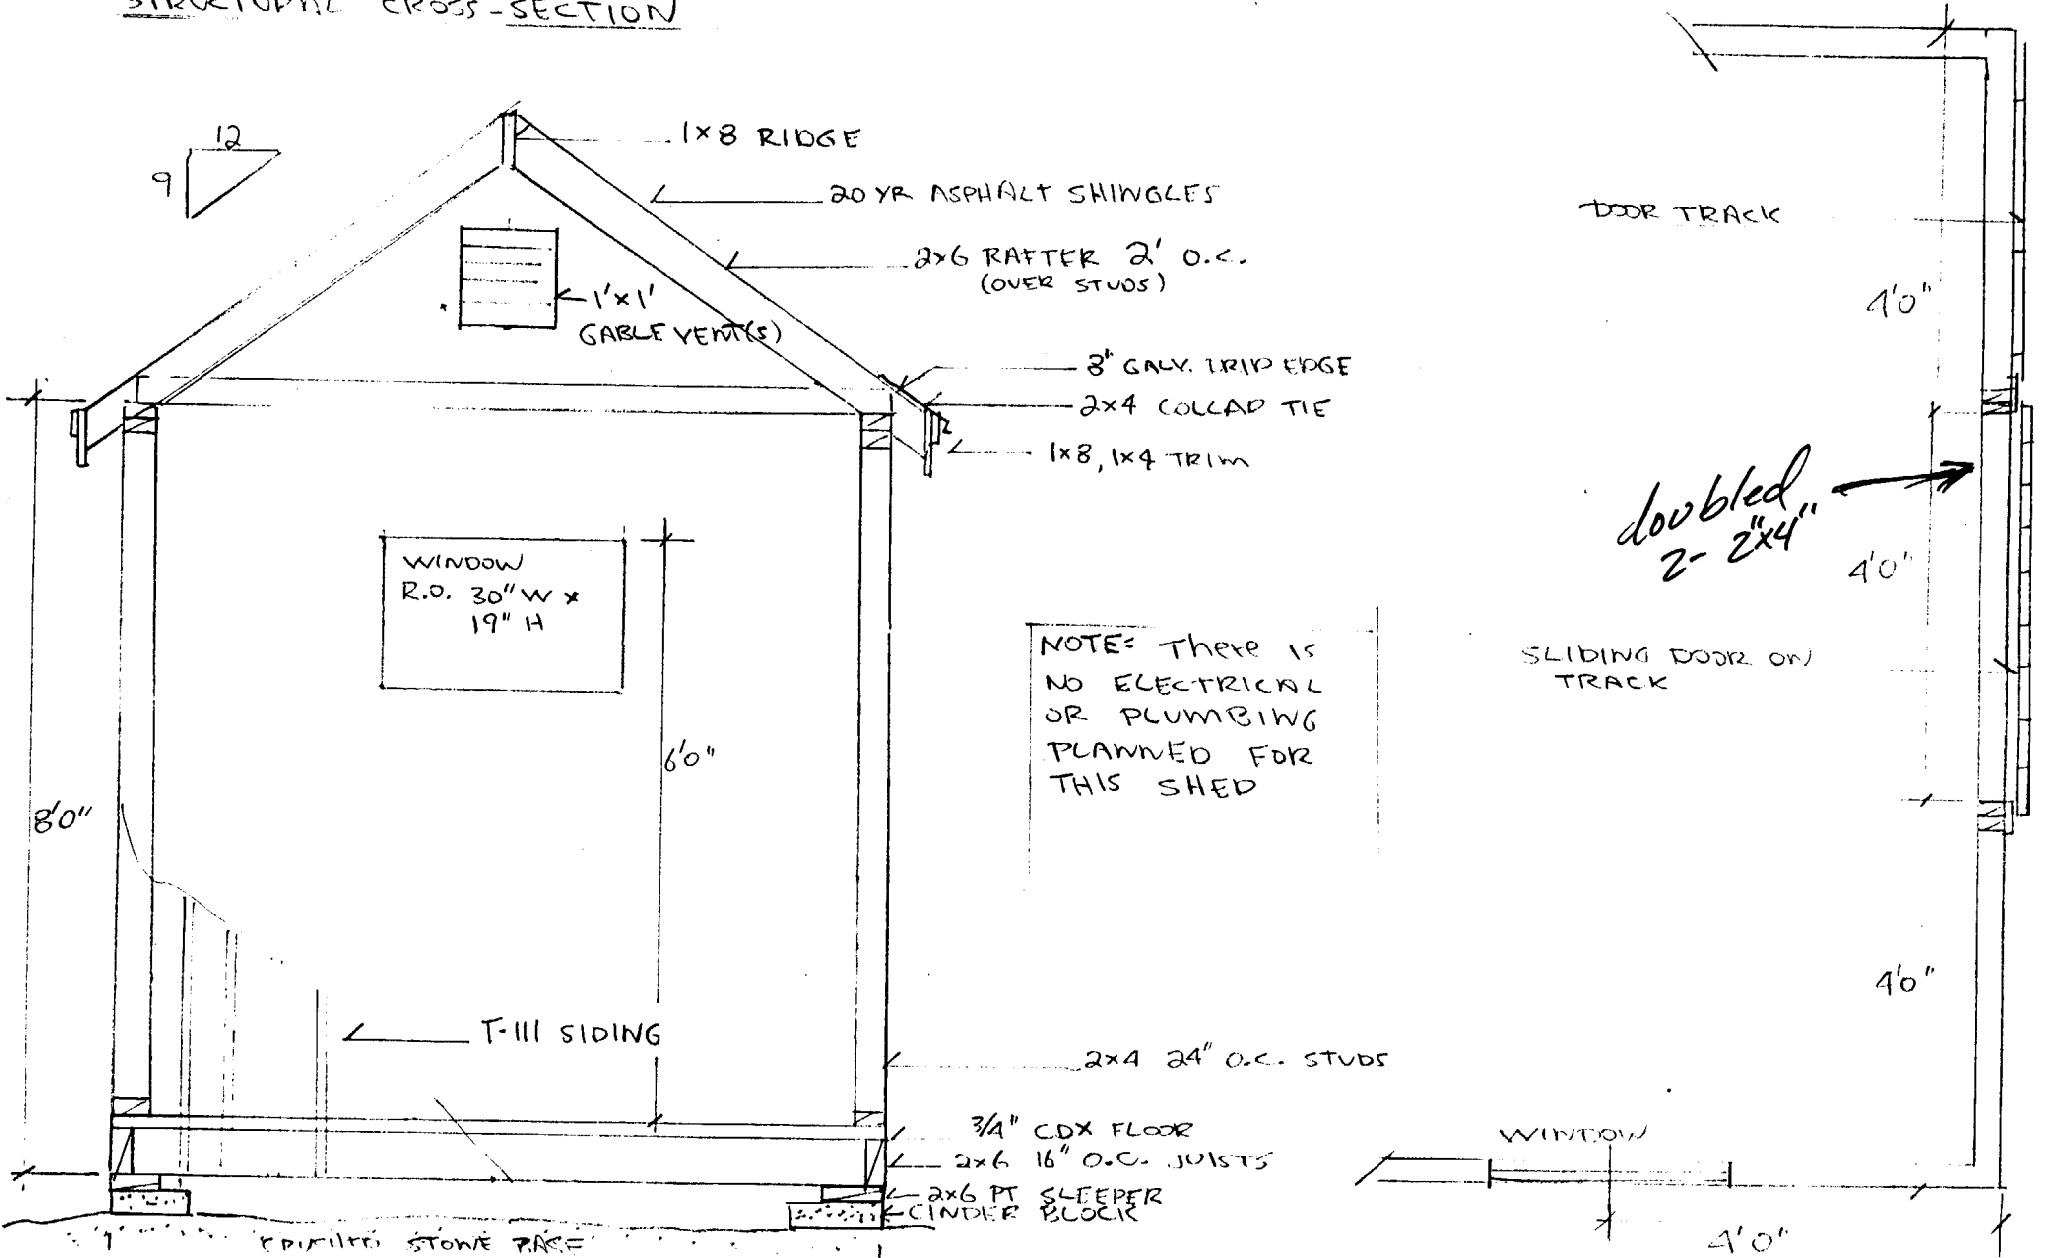 STRUCTURAL CROSS-SECTION
12
9
1×8 RIDGE
20 YR ASPHALT SHINGLES
2×6 RAFTER 2' O.C.
(OVER STUDS)
1'×1'
GABLE VENT(S)
8" GALV. DRIP EDGE
2×4 COLLAR TIE
1×8, 1×4 TRIM
WINDOW
R.O. 30" W ×
19" H
6'0"
8'0"
T-111 SIDING
NOTE: There is
NO ELECTRICAL
OR PLUMBING
PLANNED FOR
THIS SHED
2×4 24" O.C. STUDS
3/4" CDX FLOOR
2×6 16" O.C. JOISTS
2×6 PT SLEEPER
CINDER BLOCK
STONE BASE
DOOR TRACK
4'0"
doubled
2- 2"x4"
4'0"
SLIDING DOOR ON
TRACK
4'0"
WINDOW
4'0"